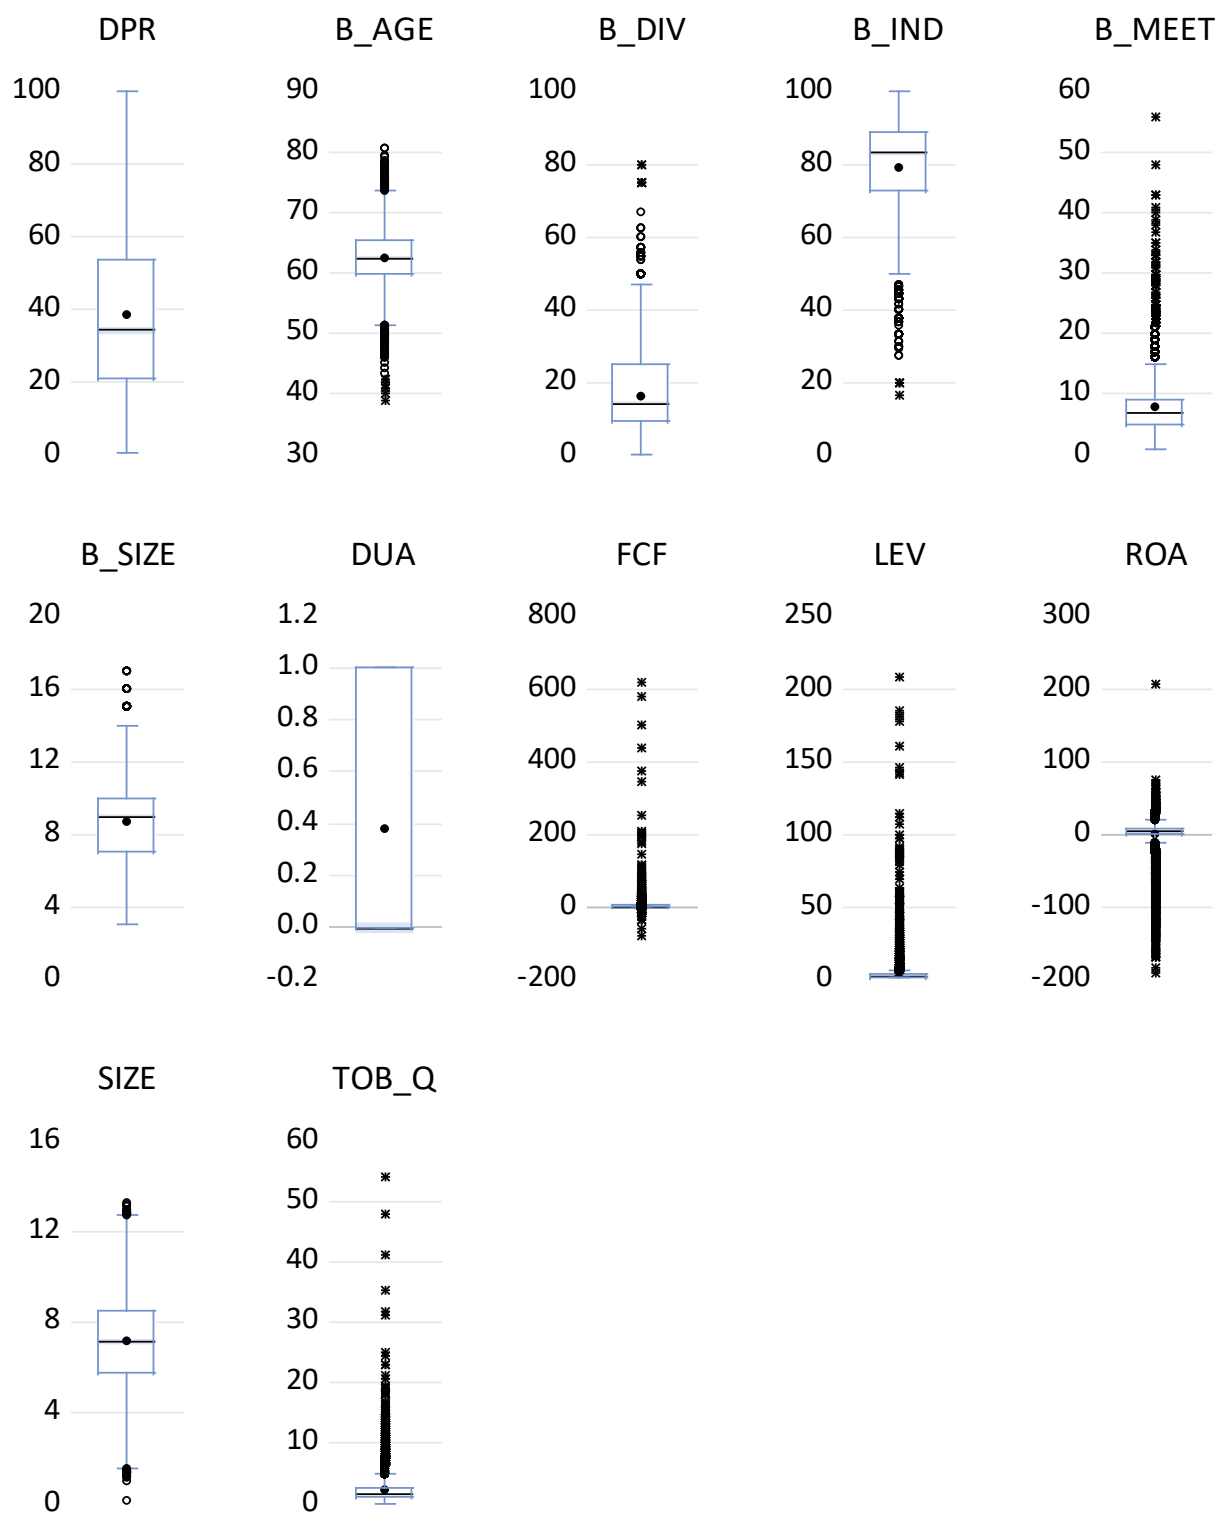 DPR B_AGE B_DIV B_IND B_MEET
100 90 100 100 60
80 80 80 80 50
60 70 60 60 40
40 60 40 40 30
20 50 20 20 20
0 40 0 0 10
30 0
B_SIZE DUA FCF LEV ROA
20 1.2 800 250 300
16 1.0 600 200 200
12 0.8 400 150 100
8 0.6 200 100 0
4 0.4 0 50 -100
0 0.2 -200 0 -200
0.0
-0.2
SIZE TOB_Q
16 60
12 50
8 40
4 30
0 20
10
0